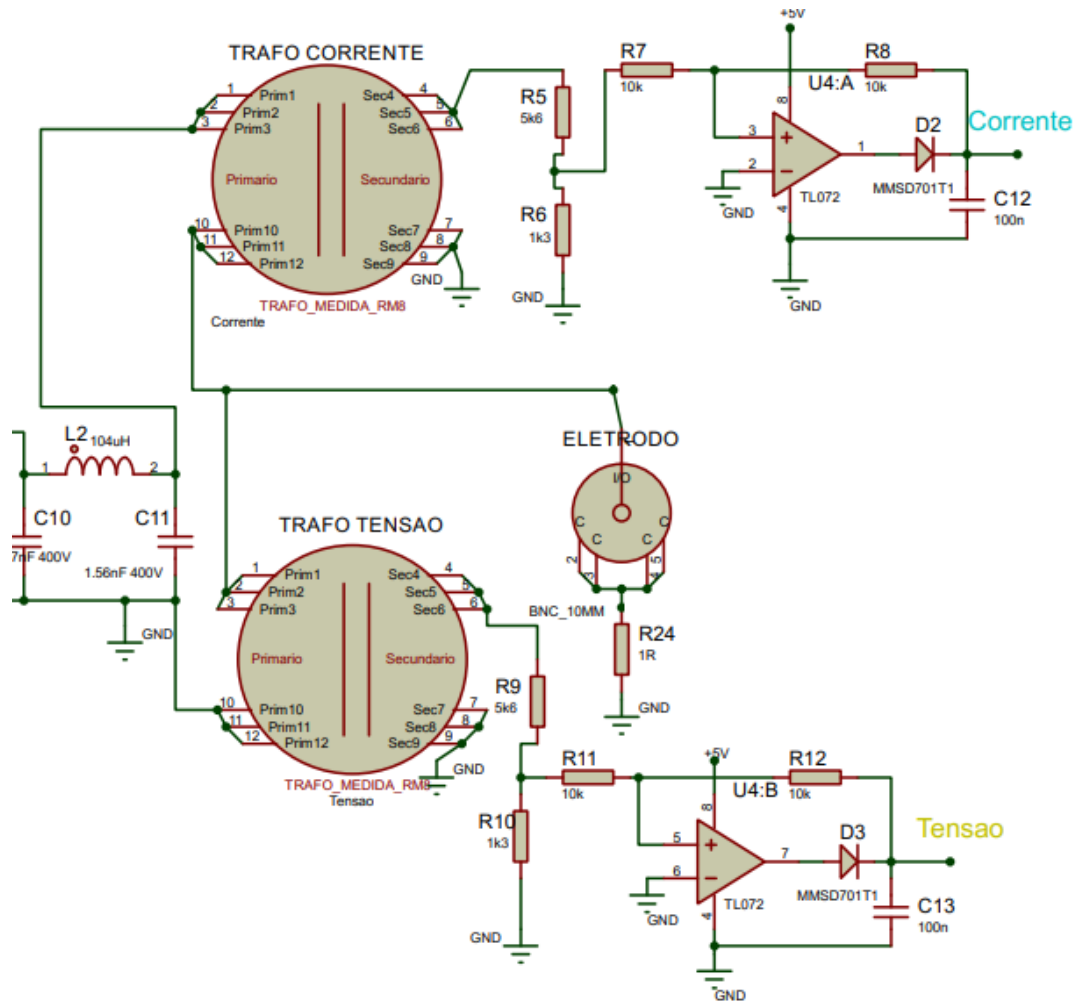 TRAFO CORRENTE
1 Prim1
2 Prim2
3 Prim3
Sec4 4
Sec5 5
Sec6 6
Primario
Secundario
10 Prim10
11 Prim11
12 Prim12
Sec7 7
Sec8 8
Sec9 9
GND
TRAFO_MEDIDA_RM8
Corrente
R5
5k6
R6
1k3
GND
R7
10k
+5V
R8
10k
U4:A
8
3
2
+
−
1
4
TL072
GND
D2
MMSD701T1
Corrente
C12
100n
GND
L2
104uH
1
2
C10
7nF 400V
C11
1.56nF 400V
GND
ELETRODO
I/O
C
C
C
C
2
3
4
5
BNC_10MM
R24
1R
GND
TRAFO TENSAO
1 Prim1
2 Prim2
3 Prim3
Sec4 4
Sec5 5
Sec6 6
Primario
Secundario
10 Prim10
11 Prim11
12 Prim12
Sec7 7
Sec8 8
Sec9 9
GND
TRAFO_MEDIDA_RM8
Tensao
R9
5k6
R10
1k3
GND
R11
10k
+5V
R12
10k
U4:B
8
5
6
+
−
7
4
TL072
GND
D3
MMSD701T1
Tensao
C13
100n
GND